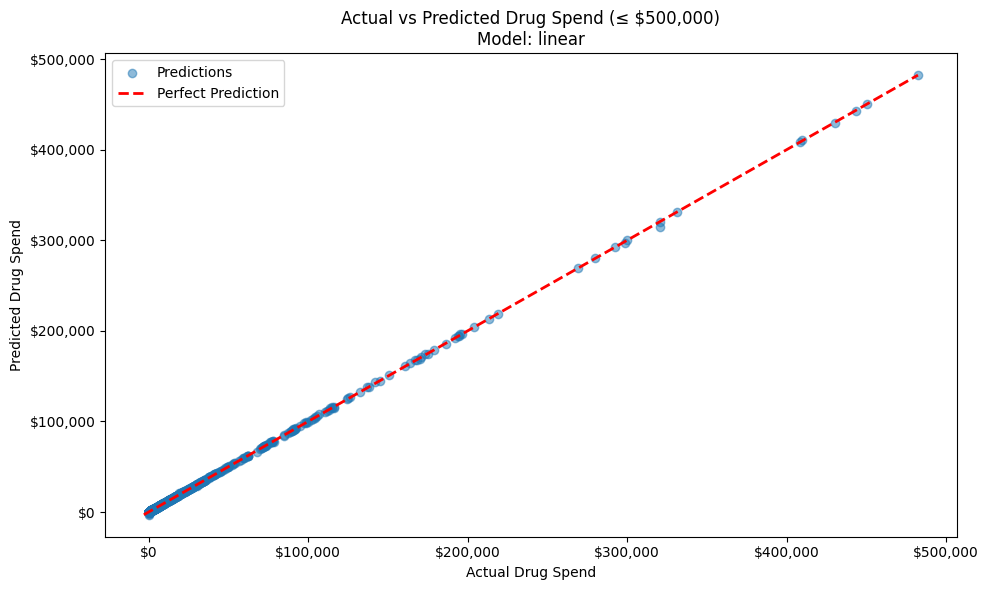 Actual vs Predicted Drug Spend (≤ $500,000)
Model: linear
Predictions
Perfect Prediction
$500,000
$400,000
$300,000
$200,000
$100,000
$0
Predicted Drug Spend
$0 $100,000 $200,000 $300,000 $400,000 $500,000
Actual Drug Spend